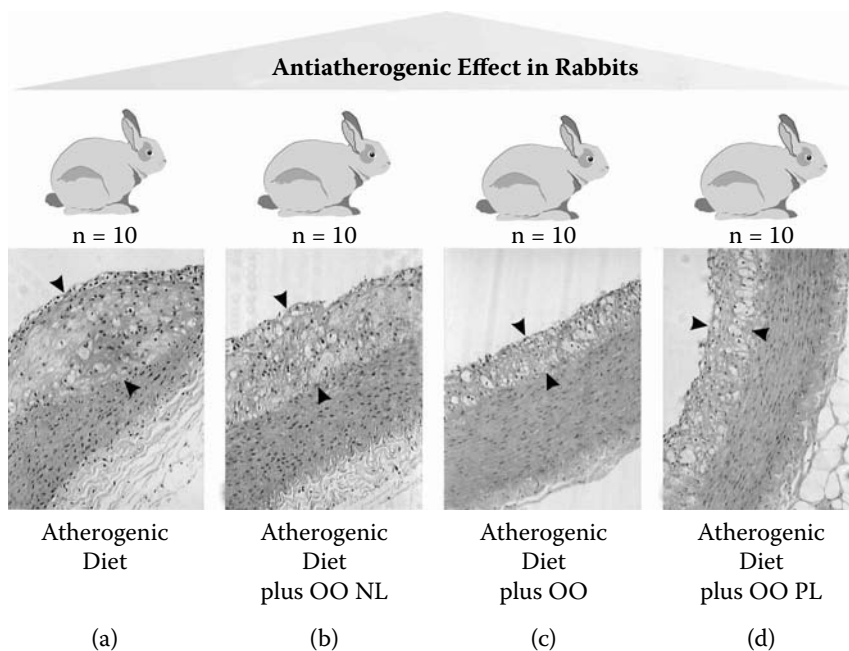 Antiatherogenic Effect in Rabbits
n = 10
n = 10
n = 10
n = 10
Atherogenic
Diet
Atherogenic
Diet
plus OO NL
Atherogenic
Diet
plus OO
Atherogenic
Diet
plus OO PL
(a)
(b)
(c)
(d)